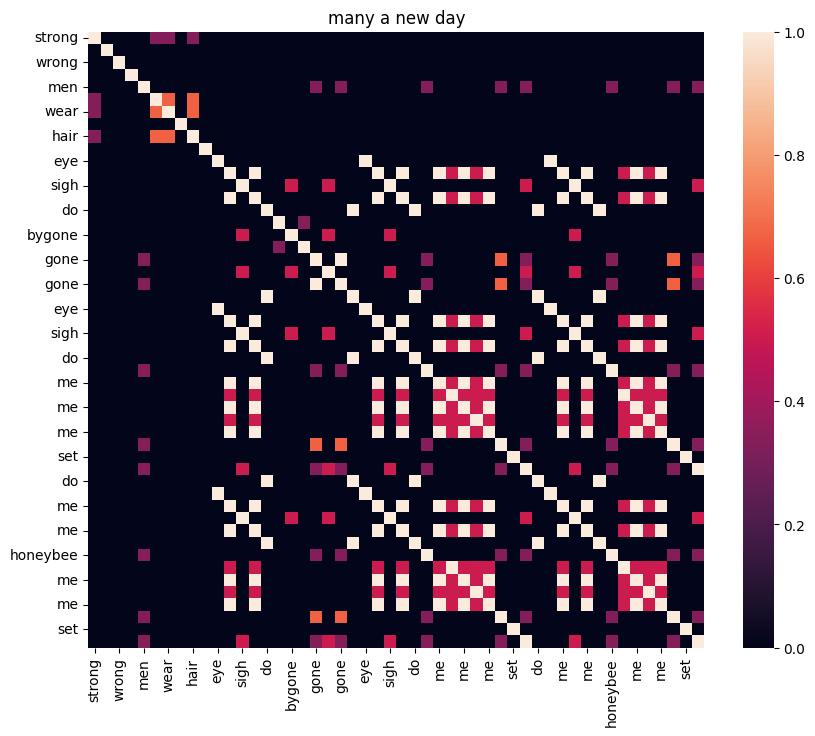 many a new day
strong
wrong
men
wear
hair
eye
sigh
do
bygone
gone
gone
eye
sigh
do
me
me
me
set
do
me
me
honeybee
me
me
set
1.0
0.8
0.6
0.4
0.2
0.0
strong
wrong
men
wear
hair
eye
sigh
do
bygone
gone
gone
eye
sigh
do
me
me
me
set
do
me
me
honeybee
me
me
set